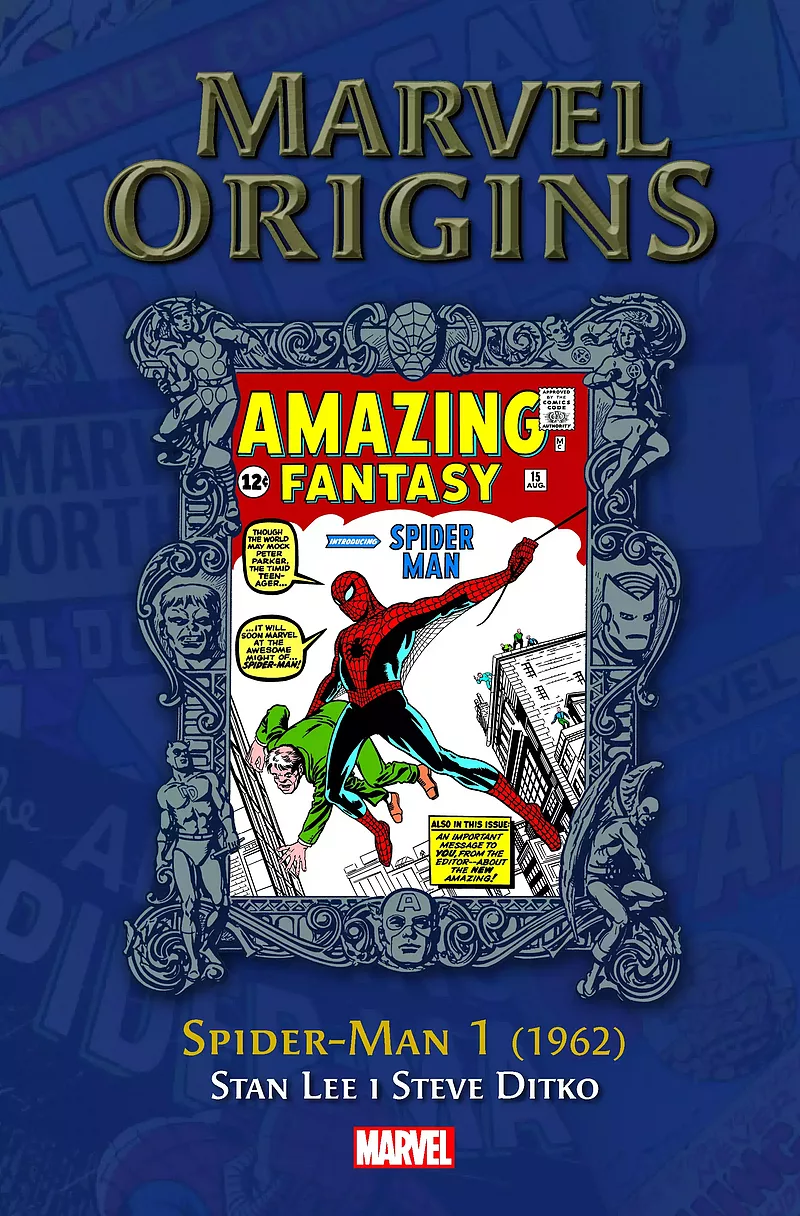 MARVEL
ORIGINS
AMAZING
FANTASY
12¢
APPROVED
BY THE
COMICS
CODE
AUTHORITY
M
C
15
AUG.
INTRODUCING
SPIDER
MAN
THOUGH
THE WORLD
MAY MOCK
PETER
PARKER,
THE TIMID
TEEN-
AGER...
...IT WILL
SOON MARVEL
AT THE
AWESOME
MIGHT OF...
SPIDER-MAN!
ALSO IN THIS ISSUE:
AN IMPORTANT
MESSAGE TO
YOU, FROM THE
EDITOR--ABOUT
THE NEW
AMAZING!
SPIDER-MAN 1 (1962)
STAN LEE I STEVE DITKO
MARVEL